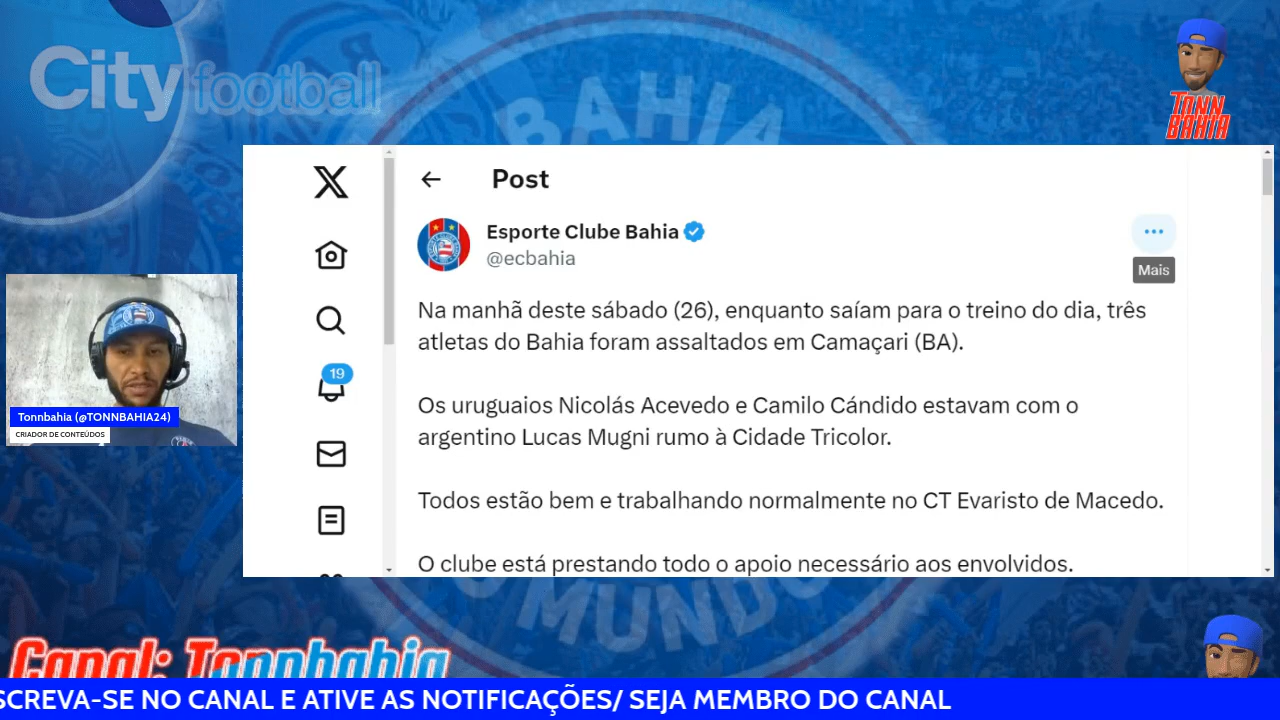 City football
BAHIA
TONN
BAHIA
Post
Esporte Clube Bahia
@ecbahia
Mais
Na manhã deste sábado (26), enquanto saíam para o treino do dia, três
atletas do Bahia foram assaltados em Camaçari (BA).
19
Os uruguaios Nicolás Acevedo e Camilo Cándido estavam com o
argentino Lucas Mugni rumo à Cidade Tricolor.
Tonnbahia (@TONNBAHIA24)
CRIADOR DE CONTEÚDOS
Todos estão bem e trabalhando normalmente no CT Evaristo de Macedo.
O clube está prestando todo o apoio necessário aos envolvidos.
MUNDO
Canal: Tonnbahia
SCREVA-SE NO CANAL E ATIVE AS NOTIFICAÇÕES/ SEJA MEMBRO DO CANAL